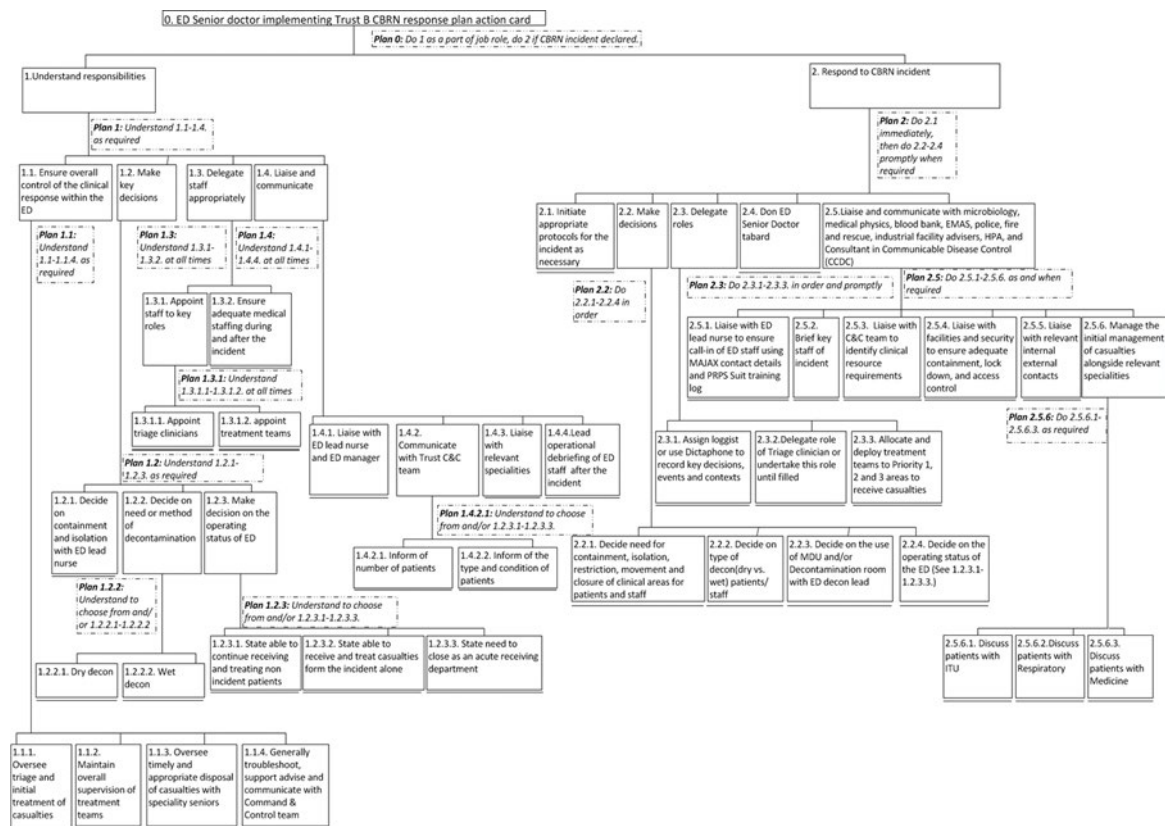 0. ED Senior doctor implementing Trust B CBRN response plan action card
Plan 0: Do 1 as a part of job role, do 2 if CBRN incident declared.
1.Understand responsibilities
2. Respond to CBRN incident
Plan 1: Understand 1.1-1.4.
as required
Plan 2: Do 2.1
immediately,
then do 2.2-2.4
promptly when
required
1.1. Ensure overall
control of the clinical
response within the
ED
1.2. Make
key
decisions
1.3. Delegate
staff
appropriately
1.4. Liaise and
communicate
2.1. Initiate
appropriate
protocols for the
incident as
necessary
2.2. Make
decisions
2.3. Delegate
roles
2.4. Don ED
Senior Doctor
tabard
2.5.Liaise and communicate with microbiology,
medical physics, blood bank, EMAS, police, fire
and rescue, industrial facility advisers, HPA, and
Consultant in Communicable Disease Control
(CCDC)
Plan 1.1:
Understand
1.1-1.1.4. as
required
Plan 1.3:
Understand 1.3.1-
1.3.2. at all times
Plan 1.4:
Understand 1.4.1-
1.4.4. at all times
Plan 2.2: Do
2.2.1-2.2.4 in
order
Plan 2.3: Do 2.3.1-2.3.3. in order and promptly
Plan 2.5: Do 2.5.1-2.5.6. as and when
required
1.3.1. Appoint
staff to key
roles
1.3.2. Ensure
adequate medical
staffing during
and after the
incident
2.5.1. Liaise with ED
lead nurse to ensure
call-in of ED staff using
MAJAX contact details
and PRPS Suit training
log
2.5.2.
Brief key
staff of
incident
2.5.3. Liaise with
C&C team to
identify clinical
resource
requirements
2.5.4. Liaise with
facilities and security
to ensure adequate
containment, lock
down, and access
control
2.5.5. Liaise
with relevant
internal
external
contacts
2.5.6. Manage the
initial management
of casualties
alongside relevant
specialities
Plan 1.3.1: Understand
1.3.1.1-1.3.1.2. at all times
Plan 2.5.6: Do 2.5.6.1-
2.5.6.3. as required
1.3.1.1. Appoint
triage clinicians
1.3.1.2. appoint
treatment teams
1.4.1. Liaise with
ED lead nurse
and ED manager
1.4.2.
Communicate
with Trust C&C
team
1.4.3. Liaise
with
relevant
specialities
1.4.4.Lead
operational
debriefing of ED
staff after the
incident
2.3.1. Assign loggist
or use Dictaphone to
record key decisions,
events and contexts
2.3.2.Delegate role
of Triage clinician or
undertake this role
until filled
2.3.3. Allocate and
deploy treatment
teams to Priority 1,
2 and 3 areas to
receive casualties
Plan 1.2: Understand 1.2.1-
1.2.3. as required
1.2.1. Decide
on
containment
and isolation
with ED lead
nurse
1.2.2. Decide on
need or method
of
decontamination
1.2.3. Make
decision on the
operating
status of ED
Plan 1.4.2.1: Understand to choose
from and/or 1.2.3.1-1.2.3.3.
1.4.2.1. Inform of
number of patients
1.4.2.2. Inform of the
type and condition of
patients
2.2.1. Decide need for
containment, isolation,
restriction, movement and
closure of clinical areas for
patients and staff
2.2.2. Decide on
type of
decon(dry vs.
wet) patients/
staff
2.2.3. Decide on the use
of MDU and/or
Decontamination room
with ED decon lead
2.2.4. Decide on the
operating status of
the ED (See 1.2.3.1-
1.2.3.3.)
Plan 1.2.2:
Understand to
choose from and/
or 1.2.2.1-1.2.2.2
Plan 1.2.3: Understand to choose
from and/or 1.2.3.1-1.2.3.3.
1.2.3.1. State able to
continue receiving
and treating non
incident patients
1.2.3.2. State able to
receive and treat casualties
form the incident alone
1.2.3.3. State need to
close as an acute receiving
department
1.2.2.1. Dry decon
1.2.2.2. Wet
decon
2.5.6.1. Discuss
patients with
ITU
2.5.6.2.Discuss
patients with
Respiratory
2.5.6.3.
Discuss
patients with
Medicine
1.1.1.
Oversee
triage and
initial
treatment of
casualties
1.1.2.
Maintain
overall
supervision of
treatment
teams
1.1.3. Oversee
timely and
appropriate disposal
of casualties with
speciality seniors
1.1.4. Generally
troubleshoot,
support advise and
communicate with
Command &
Control team